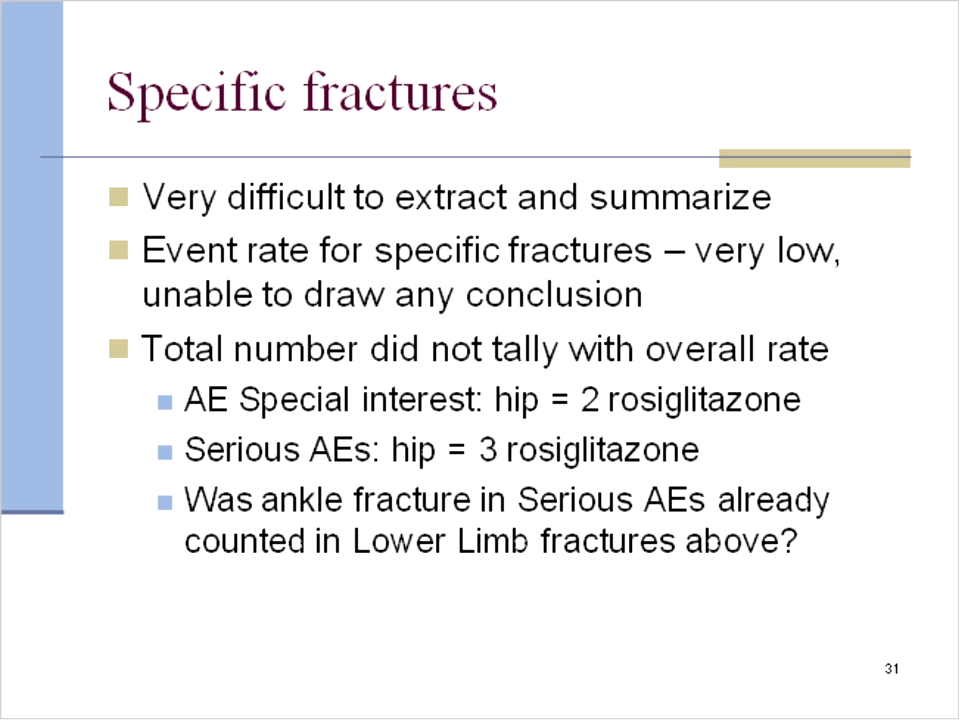 Specific fractures
Very difficult to extract and summarize
Event rate for specific fractures – very low,
unable to draw any conclusion
Total number did not tally with overall rate
AE Special interest: hip = 2 rosiglitazone
Serious AEs: hip = 3 rosiglitazone
Was ankle fracture in Serious AEs already
counted in Lower Limb fractures above?
31